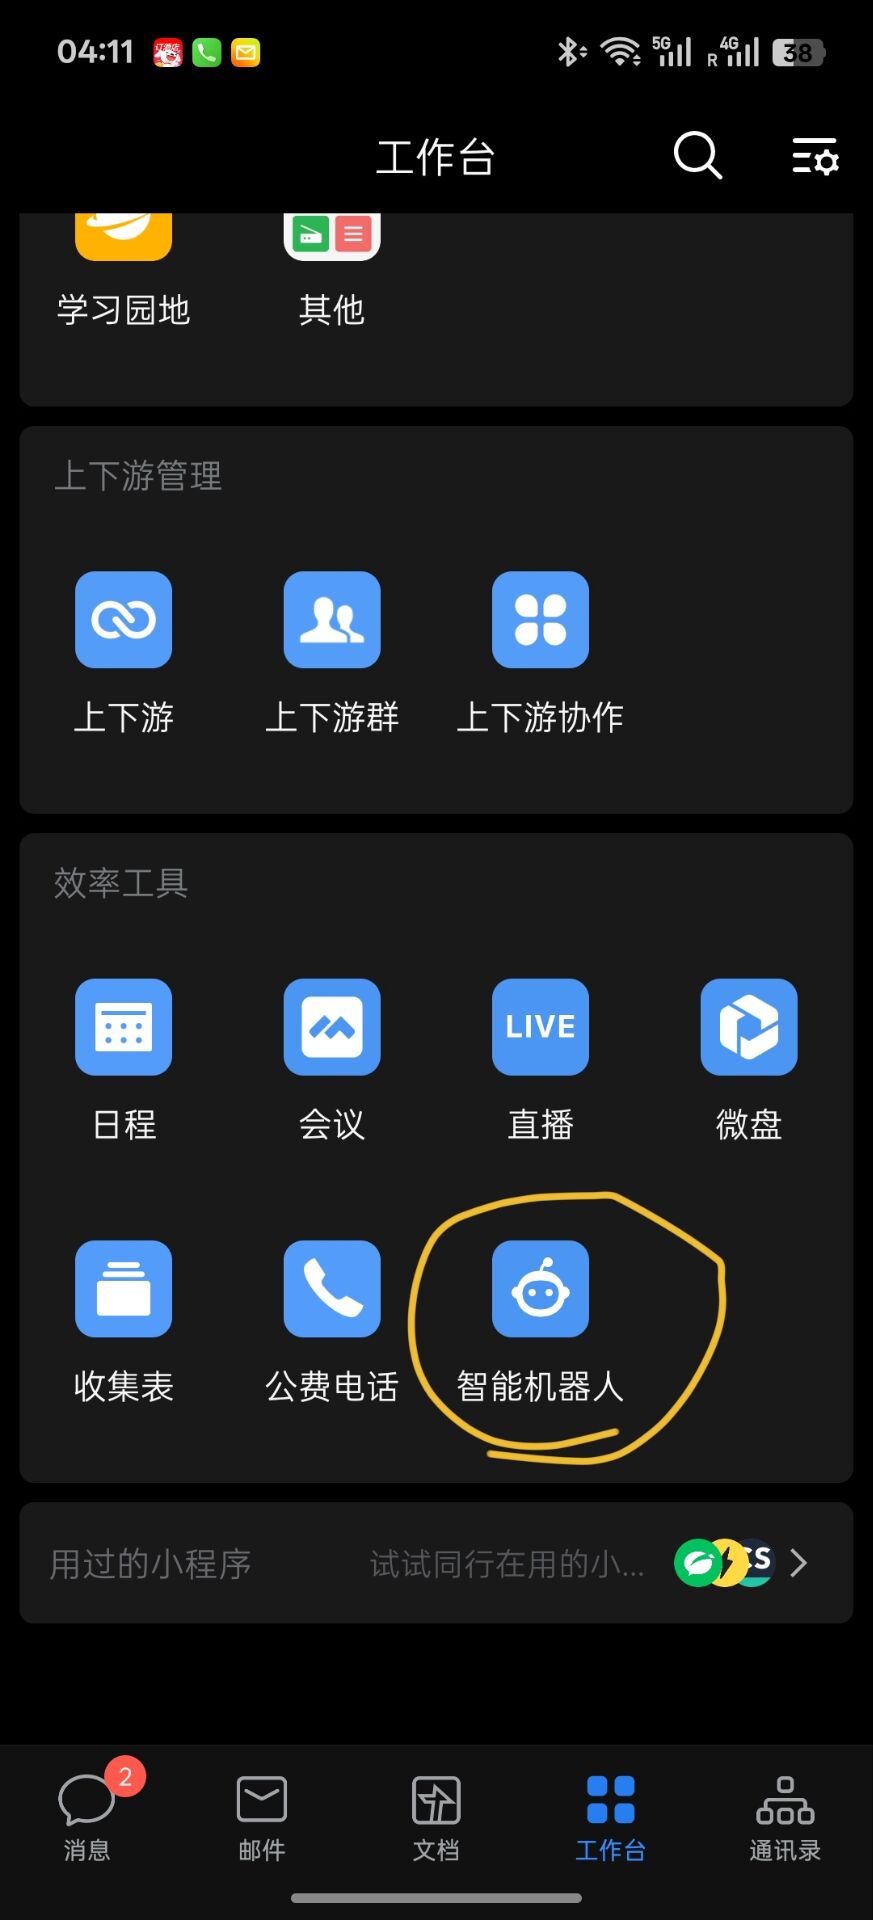 04:11
订酒店
5G
R 4G
38
工作台
学习园地
其他
上下游管理
上下游
上下游群
上下游协作
效率工具
LIVE
日程
会议
直播
微盘
收集表
公费电话
智能机器人
用过的小程序
试试同行在用的小...
CS
2
消息
邮件
文档
工作台
通讯录